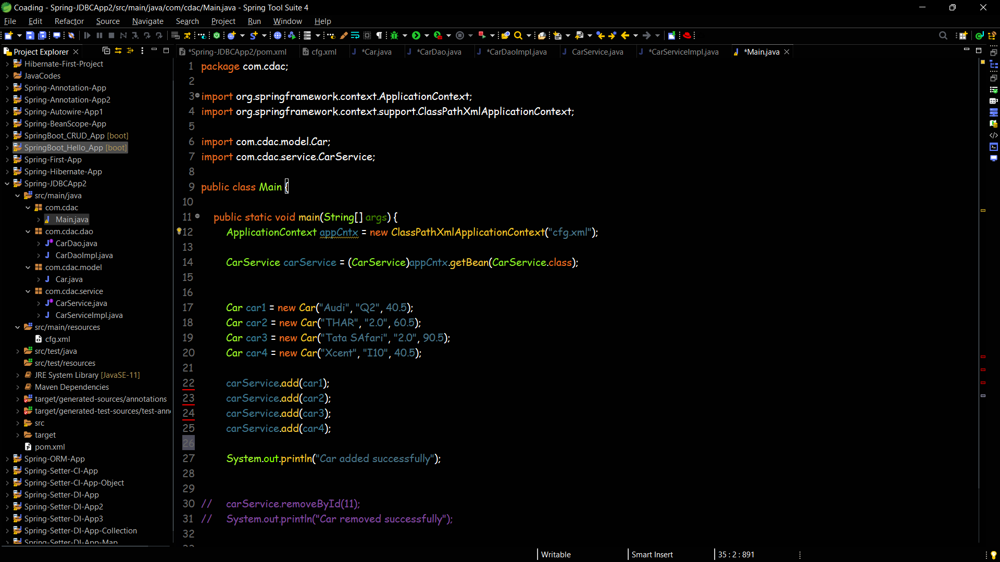 Coading - Spring-JDBCApp2/src/main/java/com/cdac/Main.java - Spring Tool Suite 4
File Edit Refactor Source Navigate Search Project Run Window Help
Project Explorer
*Spring-JDBCApp2/pom.xml cfg.xml *Car.java *CarDao.java *CarDaoImpl.java CarService.java *CarServiceImpl.java *Main.java
Hibernate-First-Project
JavaCodes
Spring-Annotation-App
Spring-Annotation-App2
Spring-Autowire-App1
Spring-BeanScope-App
SpringBoot_CRUD_App [boot]
SpringBoot_Hello_App [boot]
Spring-First-App
Spring-Hibernate-App
Spring-JDBCApp2
src/main/java
com.cdac
Main.java
com.cdac.dao
CarDao.java
CarDaoImpl.java
com.cdac.model
Car.java
com.cdac.service
CarService.java
CarServiceImpl.java
src/main/resources
cfg.xml
src/test/java
src/test/resources
JRE System Library [JavaSE-11]
Maven Dependencies
target/generated-sources/annotations
target/generated-test-sources/test-ann
src
target
pom.xml
Spring-ORM-App
Spring-Setter-CI-App
Spring-Setter-CI-App-Object
Spring-Setter-DI-App
Spring-Setter-DI-App2
Spring-Setter-DI-App3
Spring-Setter-DI-App-Collection
Spring-Setter-DI-App-Map
1 package com.cdac;
2
3 import org.springframework.context.ApplicationContext;
4 import org.springframework.context.support.ClassPathXmlApplicationContext;
5
6 import com.cdac.model.Car;
7 import com.cdac.service.CarService;
8
9 public class Main {
10
11 public static void main(String[] args) {
12 ApplicationContext appCntx = new ClassPathXmlApplicationContext("cfg.xml");
13
14 CarService carService = (CarService)appCntx.getBean(CarService.class);
15
16
17 Car car1 = new Car("Audi", "Q2", 40.5);
18 Car car2 = new Car("THAR", "2.0", 60.5);
19 Car car3 = new Car("Tata SAfari", "2.0", 90.5);
20 Car car4 = new Car("Xcent", "I10", 40.5);
21
22 carService.add(car1);
23 carService.add(car2);
24 carService.add(car3);
25 carService.add(car4);
26
27 System.out.println("Car added successfully");
28
29
30 // carService.removeById(11);
31 // System.out.println("Car removed successfully");
32
Writable Smart Insert 35 : 2 : 891